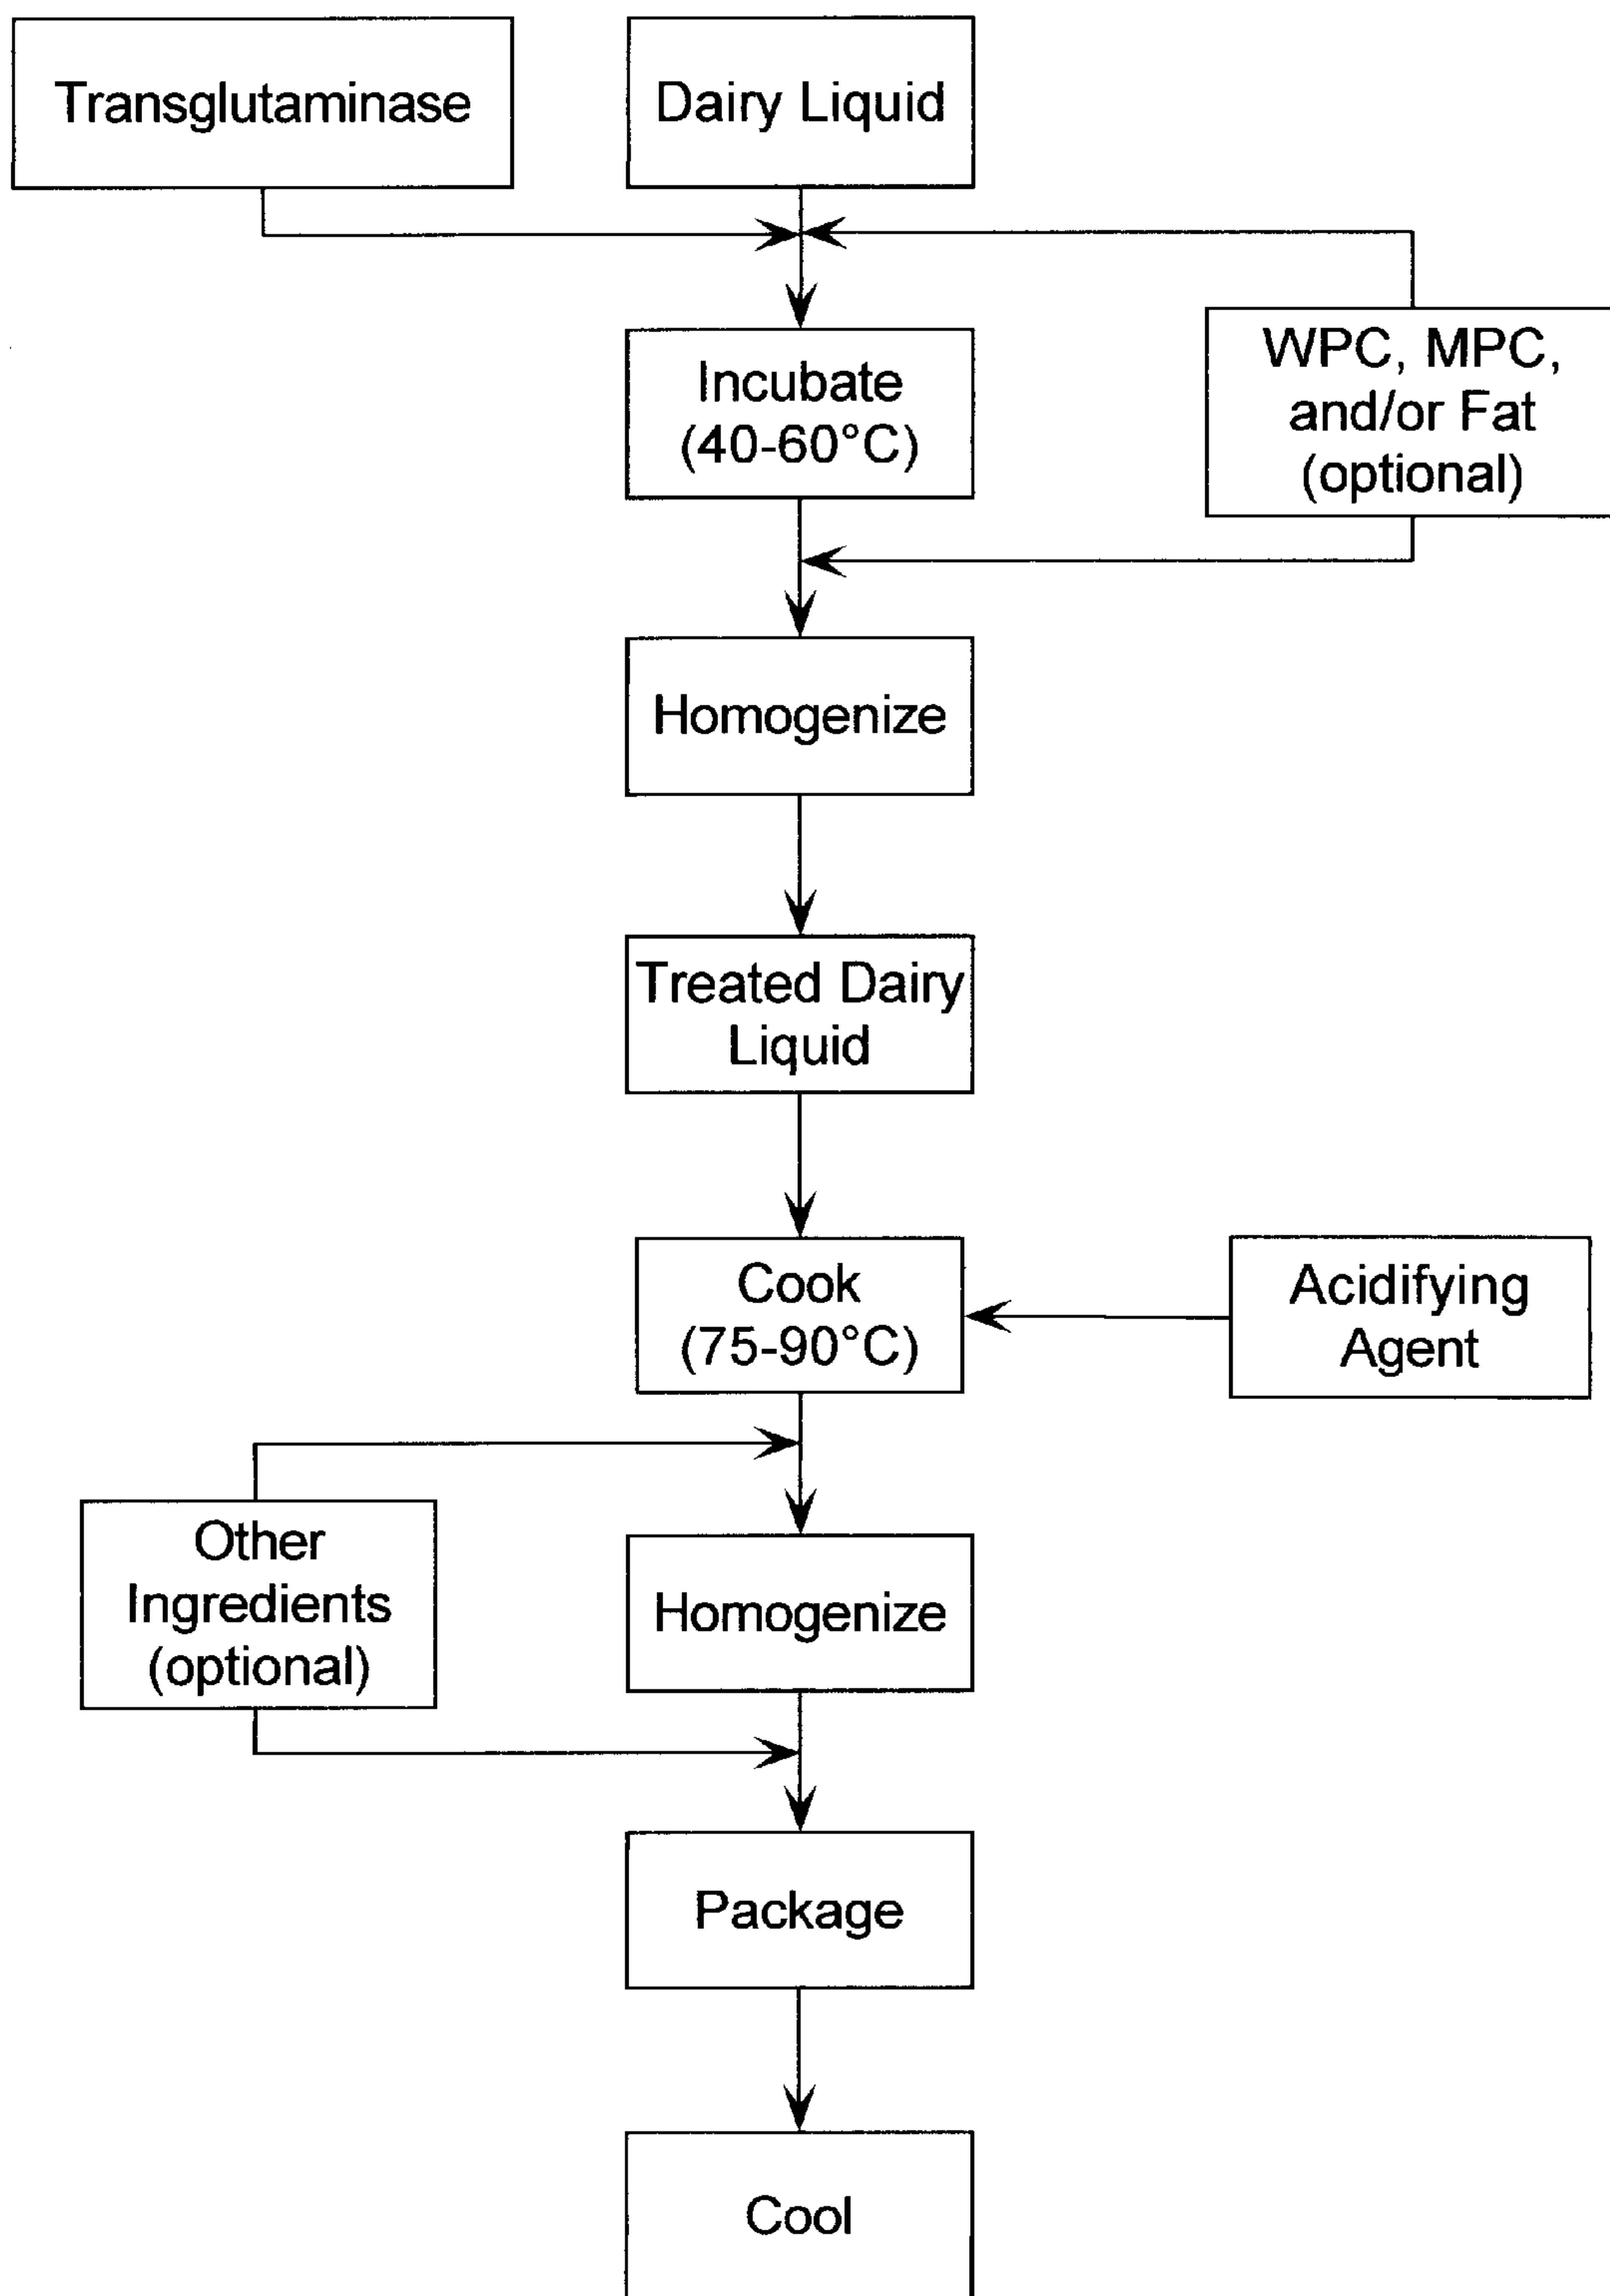 Transglutaminase
Dairy Liquid
Incubate
(40-60°C)
WPC, MPC,
and/or Fat
(optional)
Homogenize
Treated Dairy
Liquid
Cook
(75-90°C)
Acidifying
Agent
Other
Ingredients
(optional)
Homogenize
Package
Cool